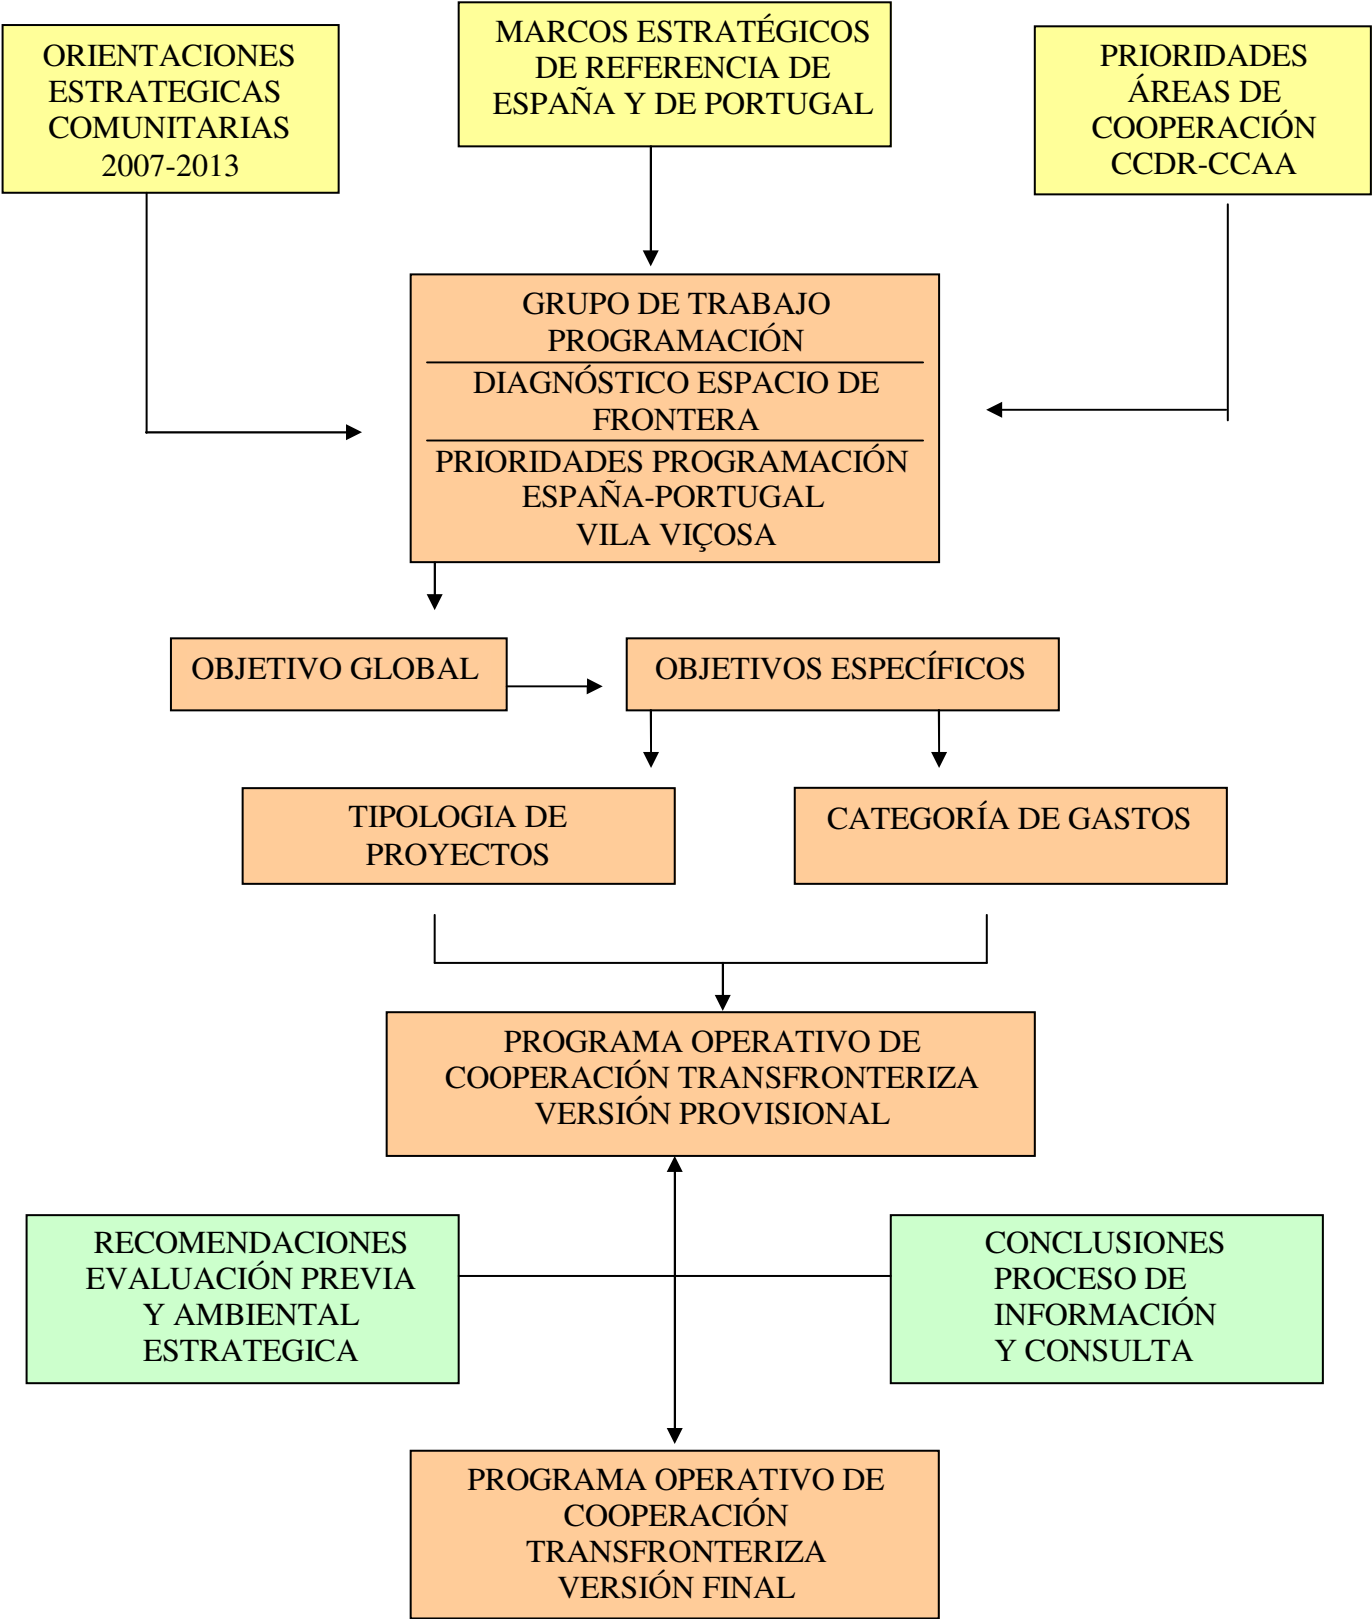 ORIENTACIONES
ESTRATEGICAS
COMUNITARIAS
2007-2013
MARCOS ESTRATÉGICOS
DE REFERENCIA DE
ESPAÑA Y DE PORTUGAL
PRIORIDADES
ÁREAS DE
COOPERACIÓN
CCDR-CCAA
GRUPO DE TRABAJO
PROGRAMACIÓN
DIAGNÓSTICO ESPACIO DE
FRONTERA
PRIORIDADES PROGRAMACIÓN
ESPAÑA-PORTUGAL
VILA VIÇOSA
OBJETIVO GLOBAL
OBJETIVOS ESPECÍFICOS
TIPOLOGIA DE
PROYECTOS
CATEGORÍA DE GASTOS
PROGRAMA OPERATIVO DE
COOPERACIÓN TRANSFRONTERIZA
VERSIÓN PROVISIONAL
RECOMENDACIONES
EVALUACIÓN PREVIA
Y AMBIENTAL
ESTRATEGICA
CONCLUSIONES
PROCESO DE
INFORMACIÓN
Y CONSULTA
PROGRAMA OPERATIVO DE
COOPERACIÓN
TRANSFRONTERIZA
VERSIÓN FINAL